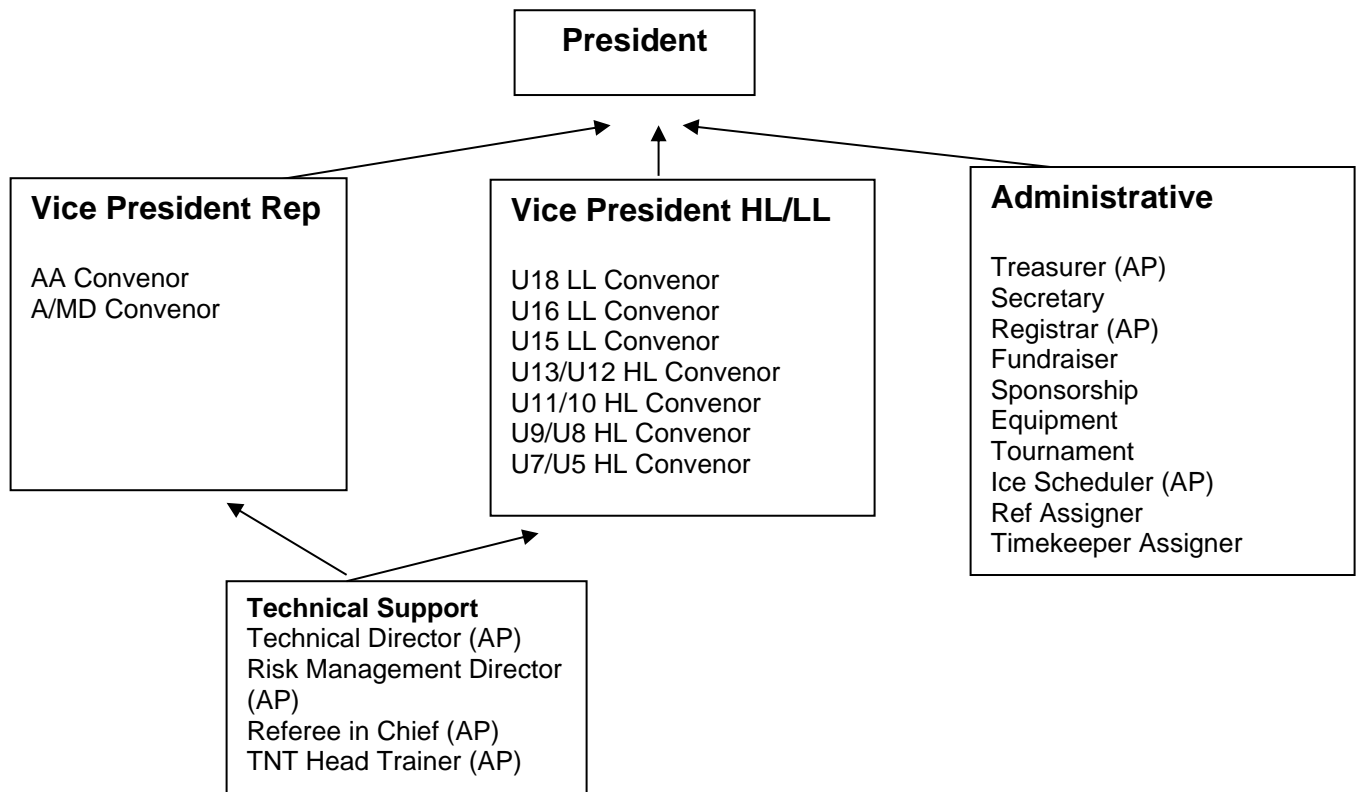 President
Vice President Rep
AA Convenor
A/MD Convenor
Vice President HL/LL
U18 LL Convenor
U16 LL Convenor
U15 LL Convenor
U13/U12 HL Convenor
U11/10 HL Convenor
U9/U8 HL Convenor
U7/U5 HL Convenor
Administrative
Treasurer (AP)
Secretary
Registrar (AP)
Fundraiser
Sponsorship
Equipment
Tournament
Ice Scheduler (AP)
Ref Assigner
Timekeeper Assigner
Technical Support
Technical Director (AP)
Risk Management Director
(AP)
Referee in Chief (AP)
TNT Head Trainer (AP)